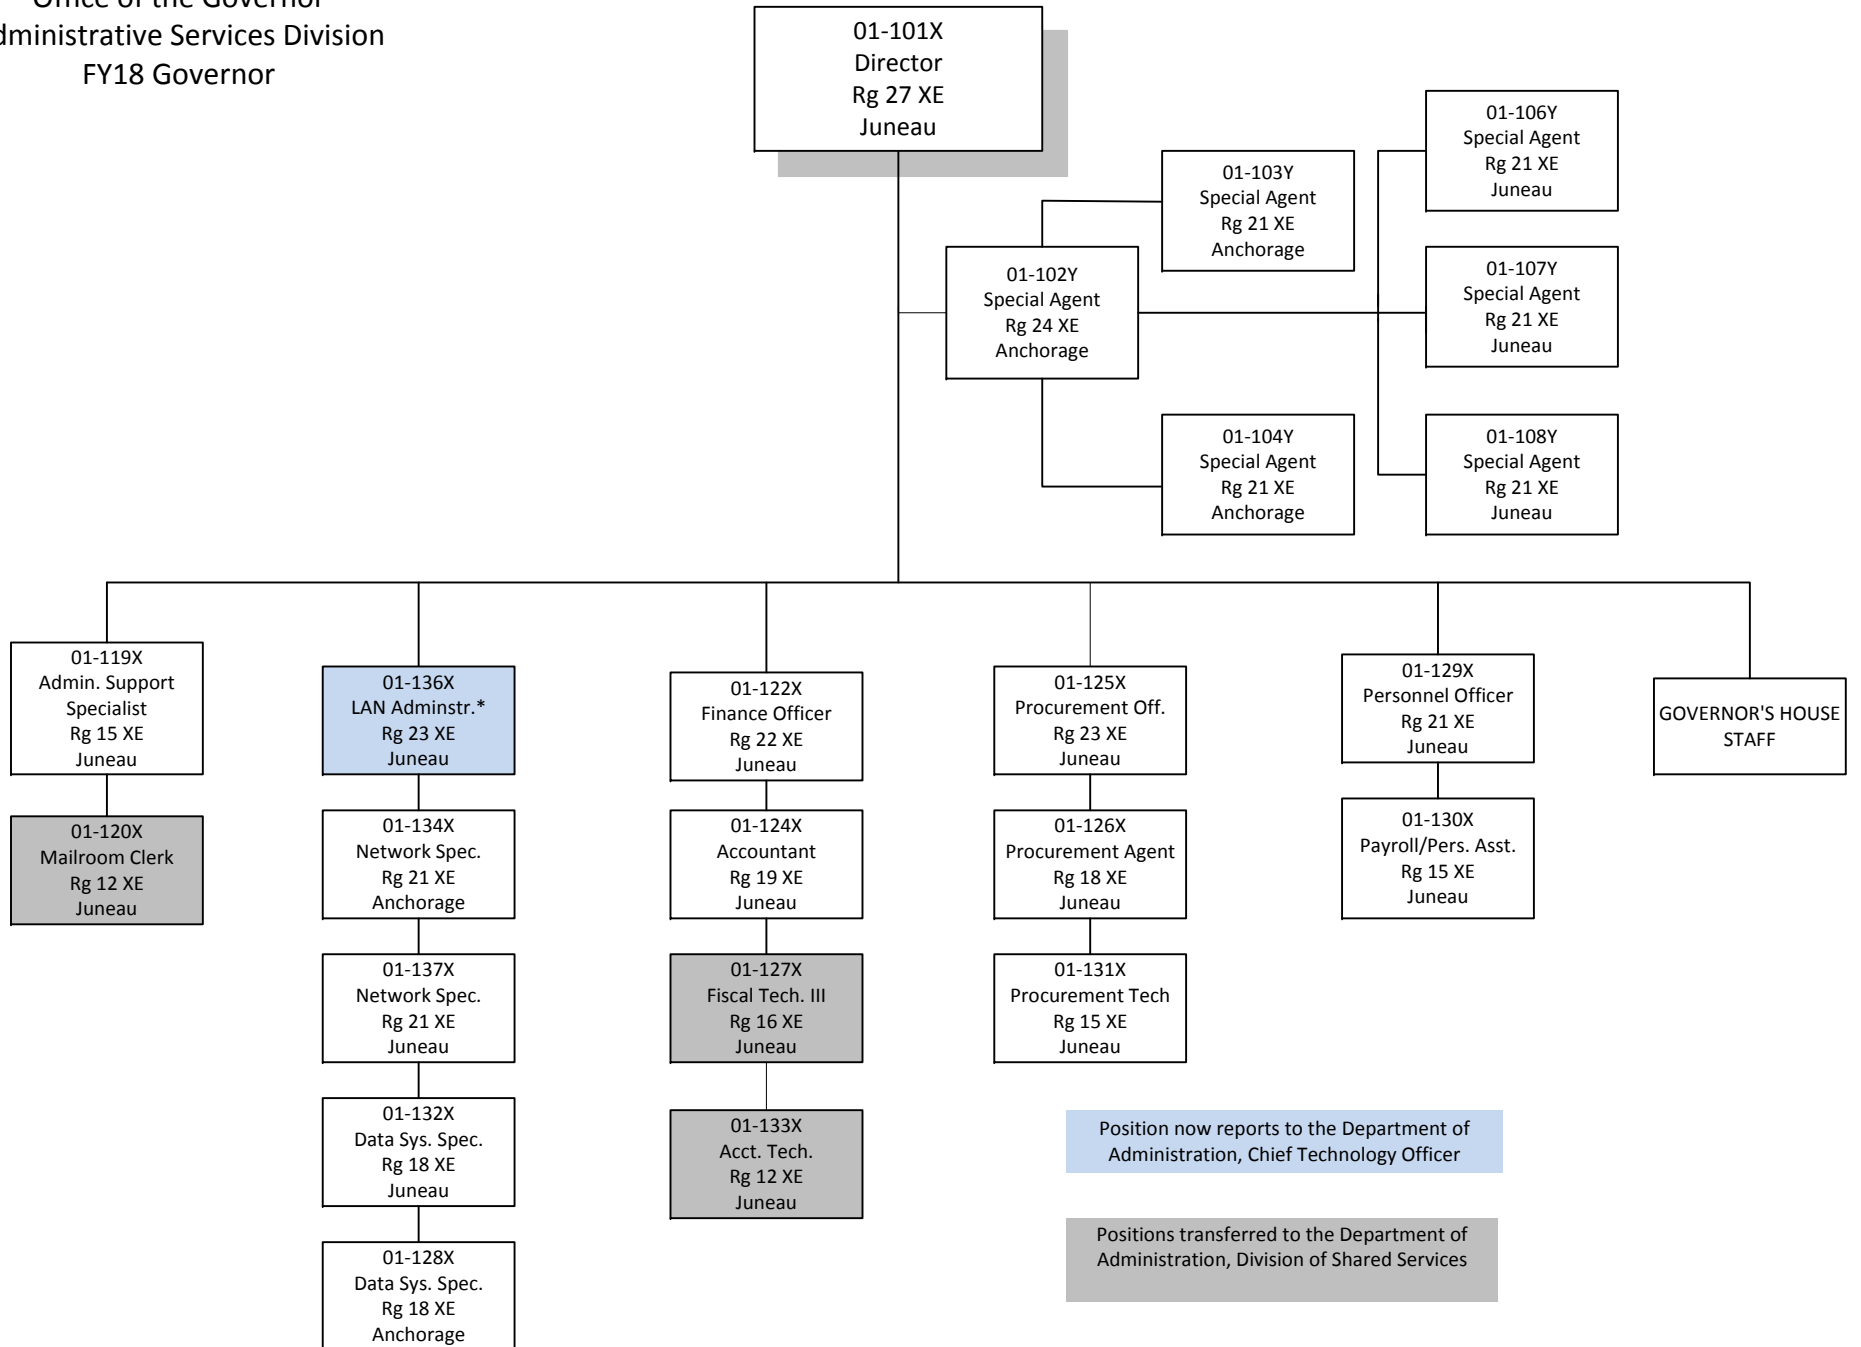 Office of the Governor
dministrative Services Division
FY18 Governor
01-101X
Director
Rg 27 XE
Juneau
01-106Y
Special Agent
Rg 21 XE
Juneau
01-103Y
Special Agent
Rg 21 XE
Anchorage
01-102Y
Special Agent
Rg 24 XE
Anchorage
01-107Y
Special Agent
Rg 21 XE
Juneau
01-104Y
Special Agent
Rg 21 XE
Anchorage
01-108Y
Special Agent
Rg 21 XE
Juneau
01-119X
Admin. Support
Specialist
Rg 15 XE
Juneau
01-120X
Mailroom Clerk
Rg 12 XE
Juneau
01-136X
LAN Adminstr.*
Rg 23 XE
Juneau
01-134X
Network Spec.
Rg 21 XE
Anchorage
01-137X
Network Spec.
Rg 21 XE
Juneau
01-132X
Data Sys. Spec.
Rg 18 XE
Juneau
01-128X
Data Sys. Spec.
Rg 18 XE
Anchorage
01-122X
Finance Officer
Rg 22 XE
Juneau
01-124X
Accountant
Rg 19 XE
Juneau
01-127X
Fiscal Tech. III
Rg 16 XE
Juneau
01-133X
Acct. Tech.
Rg 12 XE
Juneau
01-125X
Procurement Off.
Rg 23 XE
Juneau
01-126X
Procurement Agent
Rg 18 XE
Juneau
01-131X
Procurement Tech
Rg 15 XE
Juneau
01-129X
Personnel Officer
Rg 21 XE
Juneau
01-130X
Payroll/Pers. Asst.
Rg 15 XE
Juneau
GOVERNOR'S HOUSE
STAFF
Position now reports to the Department of
Administration, Chief Technology Officer
Positions transferred to the Department of
Administration, Division of Shared Services